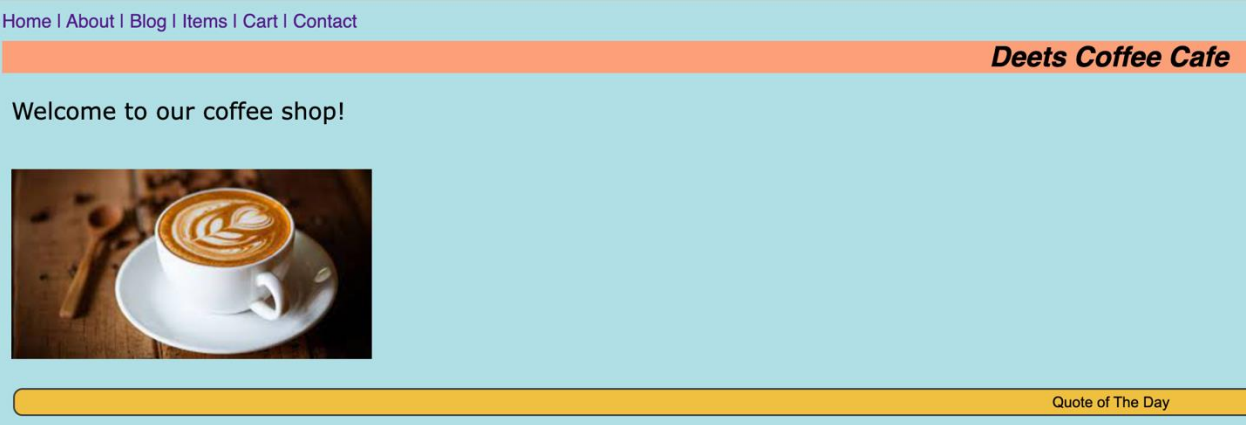 Home | About | Blog | Items | Cart | Contact
Deets Coffee Cafe
Welcome to our coffee shop!
Quote of The Day